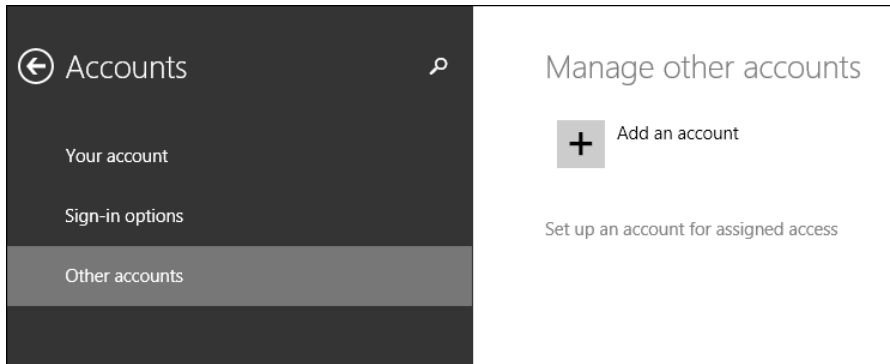 Accounts
Your account
Sign-in options
Other accounts
Manage other accounts
Add an account
Set up an account for assigned access